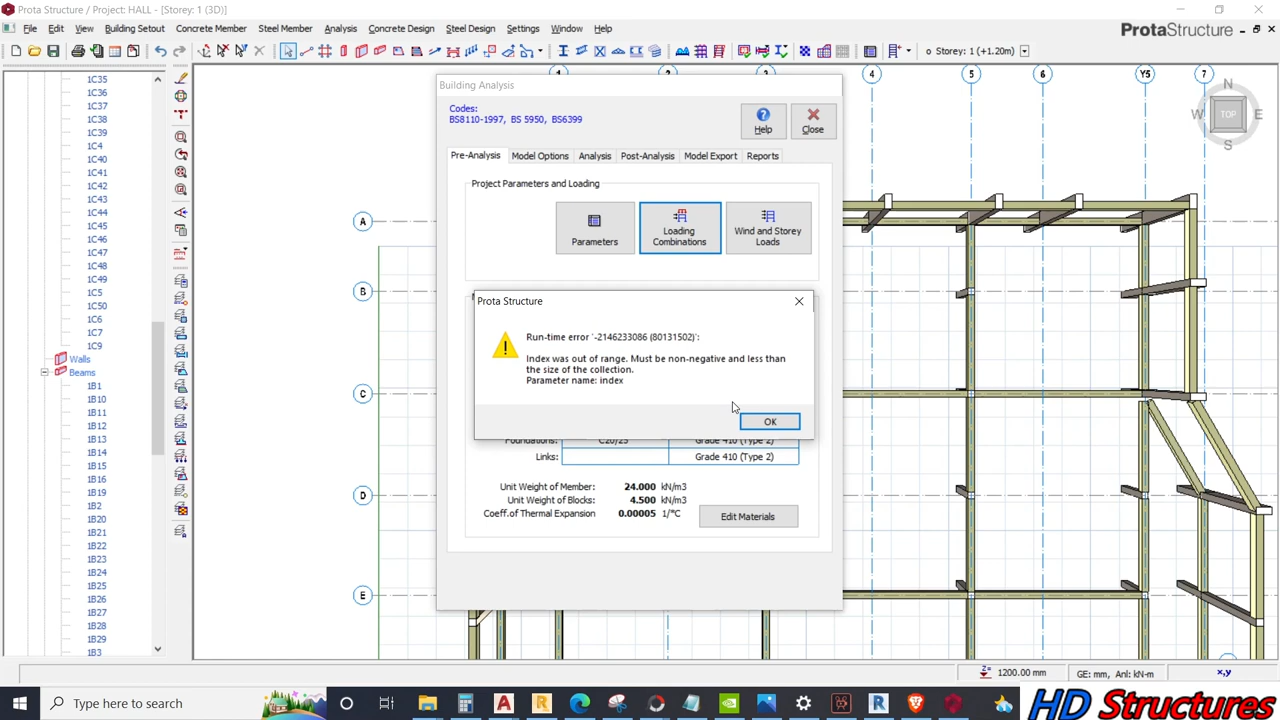 Prota Structure / Project: HALL - [Storey: 1 (3D)]
File Edit View Building Setout Concrete Member Steel Member Analysis Concrete Design Steel Design Settings Window Help
ProtaStructure
Storey: 1 (+1.20m)
1C35
1C36
1C37
1C38
1C39
1C4
1C40
1C41
1C42
1C43
1C44
1C45
1C46
1C47
1C48
1C49
1C5
1C50
1C6
1C7
1C9
Walls
Beams
1B1
1B10
1B11
1B12
1B13
1B14
1B15
1B16
1B19
1B2
1B20
1B21
1B22
1B23
1B24
1B25
1B26
1B27
1B28
1B29
1B3
4 5 6 Y5 7
A
B
C
D
E
N
W TOP E
S
Building Analysis
Codes:
BS8110-1997, BS 5950, BS6399
Help
Close
Pre-Analysis Model Options Analysis Post-Analysis Model Export Reports
Project Parameters and Loading
Parameters
Loading
Combinations
Wind and Storey
Loads
Prota Structure
Run-time error '-2146233086 (80131502)':
Index was out of range. Must be non-negative and less than
the size of the collection.
Parameter name: index
OK
Foundations: C20/25 Grade 410 (Type 2)
Links: Grade 410 (Type 2)
Unit Weight of Member: 24.000 kN/m3
Unit Weight of Blocks: 4.500 kN/m3
Coeff.of Thermal Expansion 0.00005 1/°C
Edit Materials
Z= 1200.00 mm
GE: mm, Anl: kN-m
x,y
Type here to search
HD Structures